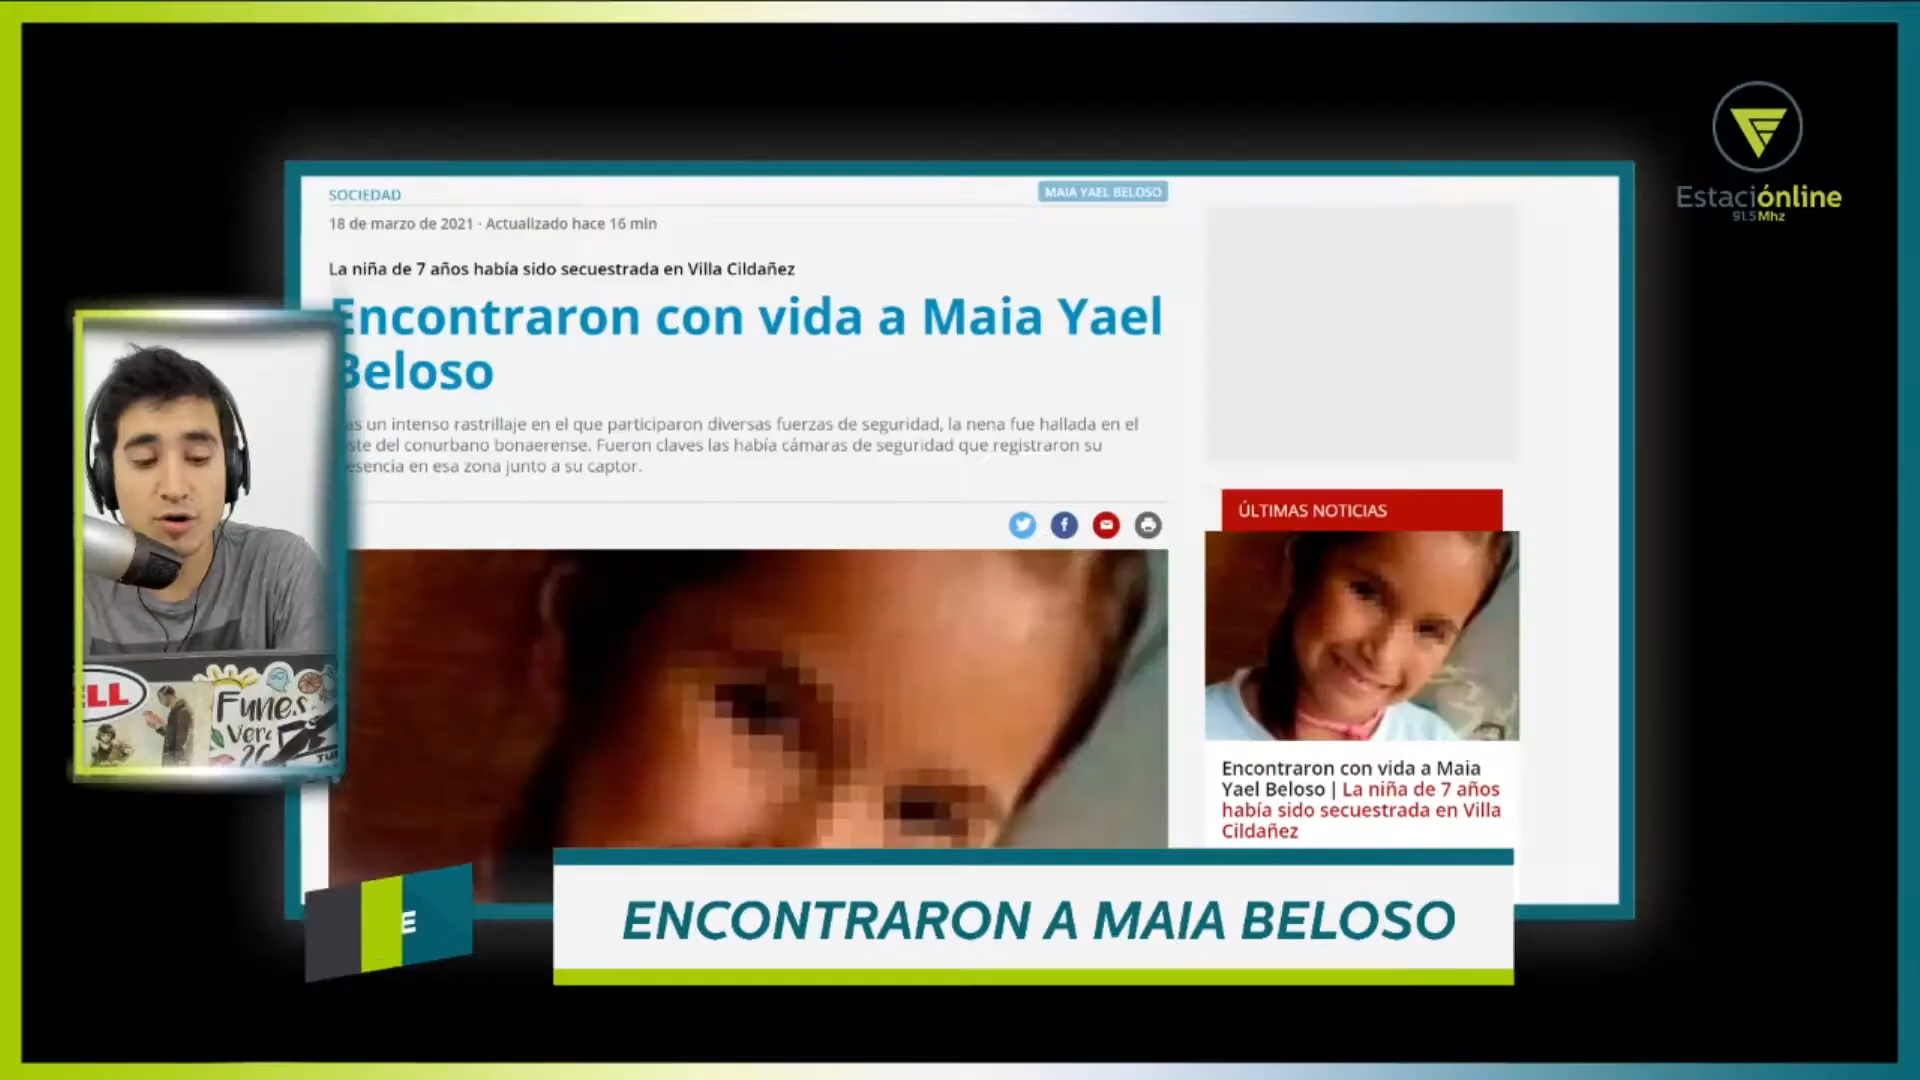 Estaciónline
91.5 Mhz
SOCIEDAD
MAIA YAEL BELOSO
18 de marzo de 2021 · Actualizado hace 16 min
La niña de 7 años había sido secuestrada en Villa Cildañez
Encontraron con vida a Maia Yael
Beloso
un intenso rastrillaje en el que participaron diversas fuerzas de seguridad, la nena fue hallada en el
del conurbano bonaerense. Fueron claves las había cámaras de seguridad que registraron su
en esa zona junto a su captor.
ÚLTIMAS NOTICIAS
Encontraron con vida a Maia
Yael Beloso | La niña de 7 años
había sido secuestrada en Villa
Cildañez
Funes
E
ENCONTRARON A MAIA BELOSO